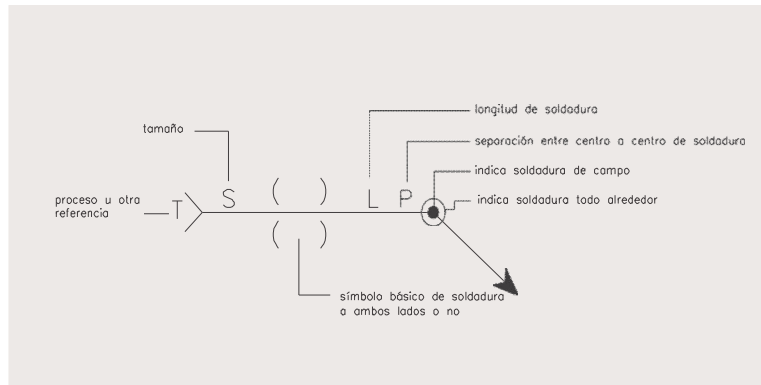 longitud de soldadura
tamaño
separación entre centro a centro de soldadura
indica soldadura de campo
proceso u otra
referencia
T
S
( )
L
P
indica soldadura todo alrededor
( )
símbolo básico de soldadura
a ambos lados o no